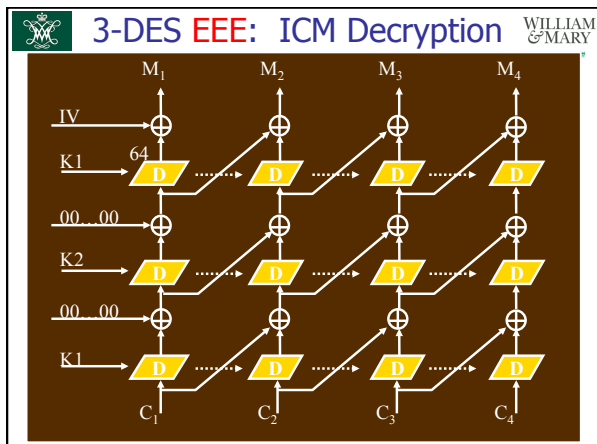 3-DES EEE: ICM Decryption
WILLIAM
& MARY
M1 M2 M3 M4
IV
64
K1
D D D D
00...00
K2
D D D D
00...00
K1
D D D D
C1 C2 C3 C4